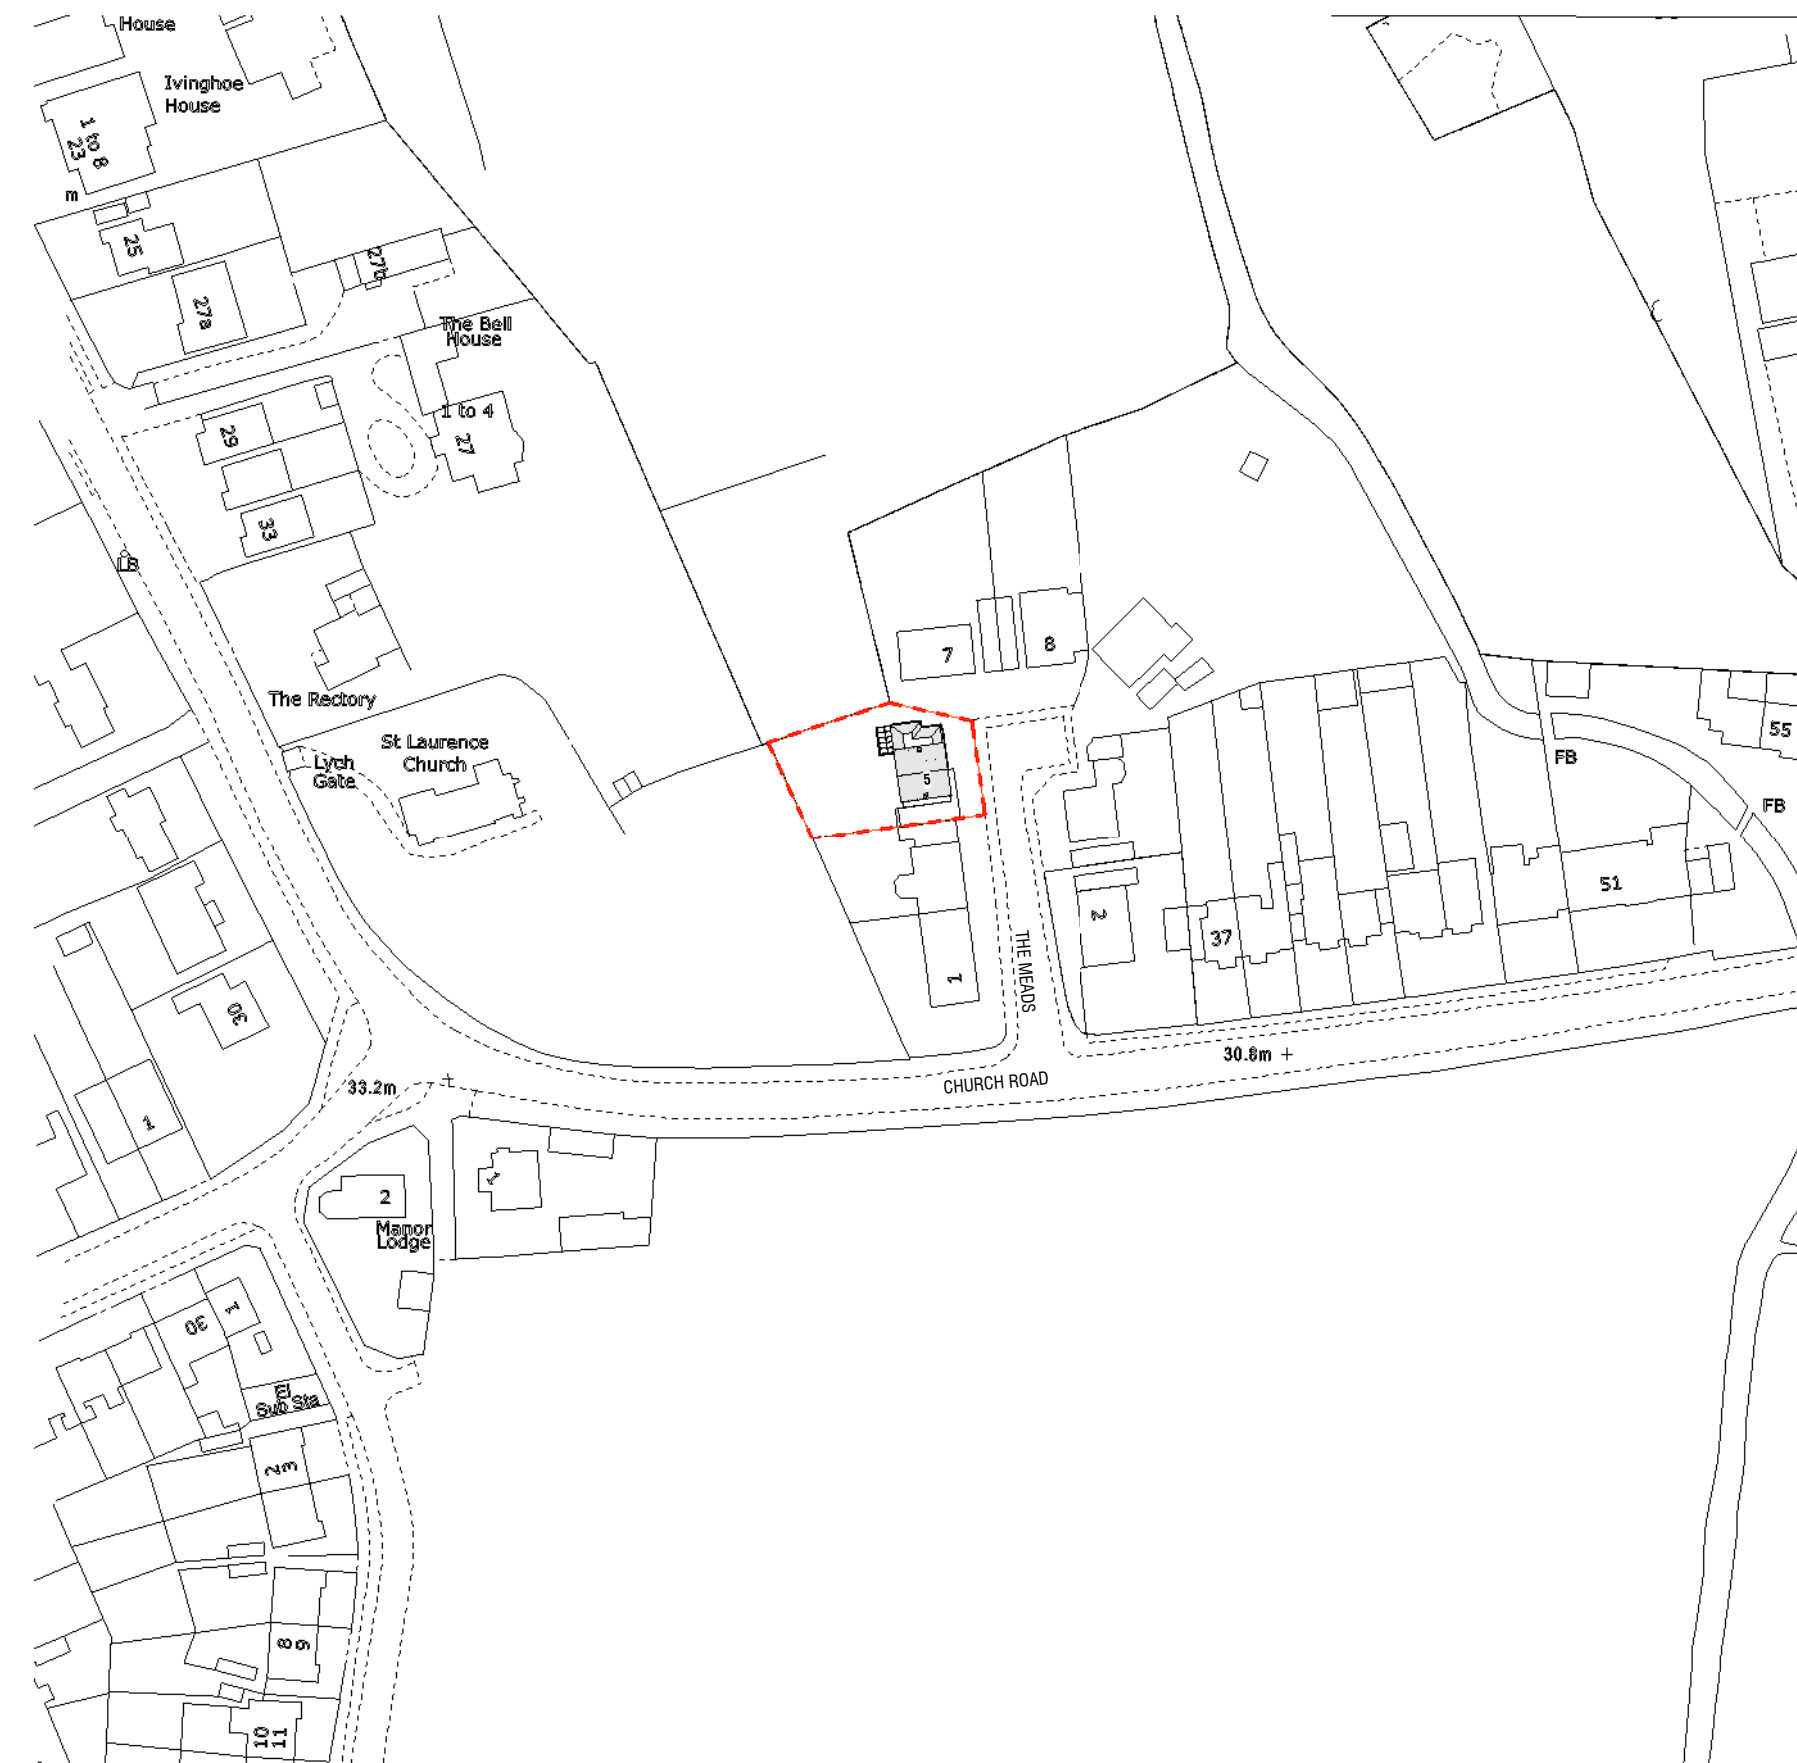 House
Ivinghoe
House
1 to 8
23
m
25
27b
27a
The Bell
House
1 to 4
27
29
33
LB
7
8
The Rectory
St Laurence
Church
Lych
Gate
5
55
FB
FB
51
2
37
1
THE MEADS
30
30.8m
33.2m
CHURCH ROAD
1
1
2
Manor
Lodge
1
30
El
Sub Sta
2
3
8
9
10
11